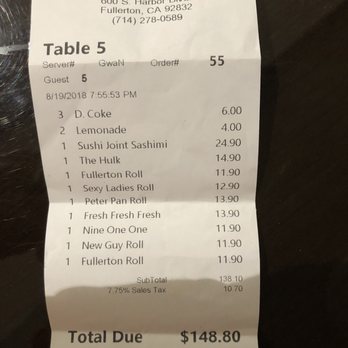 600 S. Harbor
Fullerton, CA 92832
(714) 278-0589
Table 5
Server# GwaN Order# 55
Guest 5
8/19/2018 7:55:53 PM
3 D. Coke 6.00
2 Lemonade 4.00
1 Sushi Joint Sashimi 24.90
1 The Hulk 14.90
1 Fullerton Roll 11.90
1 Sexy Ladies Roll 12.90
1 Peter Pan Roll 13.90
1 Fresh Fresh Fresh 13.90
1 Nine One One 11.90
1 New Guy Roll 11.90
1 Fullerton Roll 11.90
SubTotal 138.10
7.75% Sales Tax 10.70
Total Due $148.80